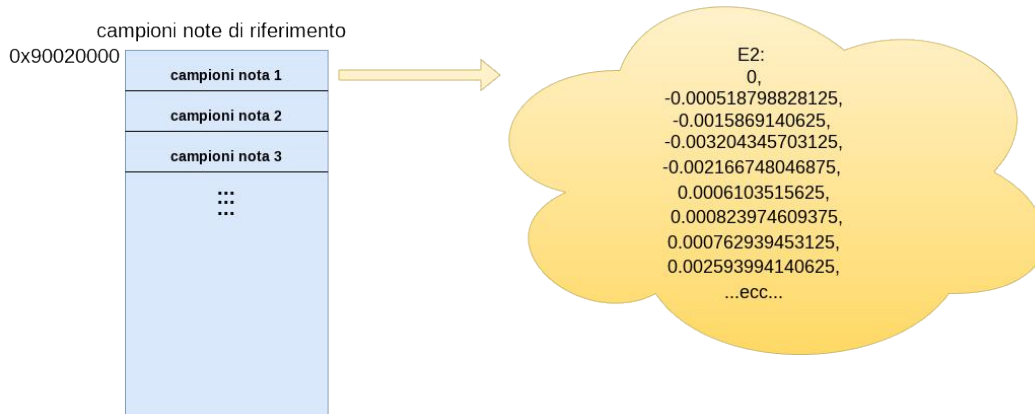 campioni note di riferimento
0x90020000
campioni nota 1
campioni nota 2
campioni nota 3
...
...
...
E2:
0,
-0.000518798828125,
-0.0015869140625,
-0.003204345703125,
-0.002166748046875,
0.0006103515625,
0.000823974609375,
0.000762939453125,
0.002593994140625,
...ecc...